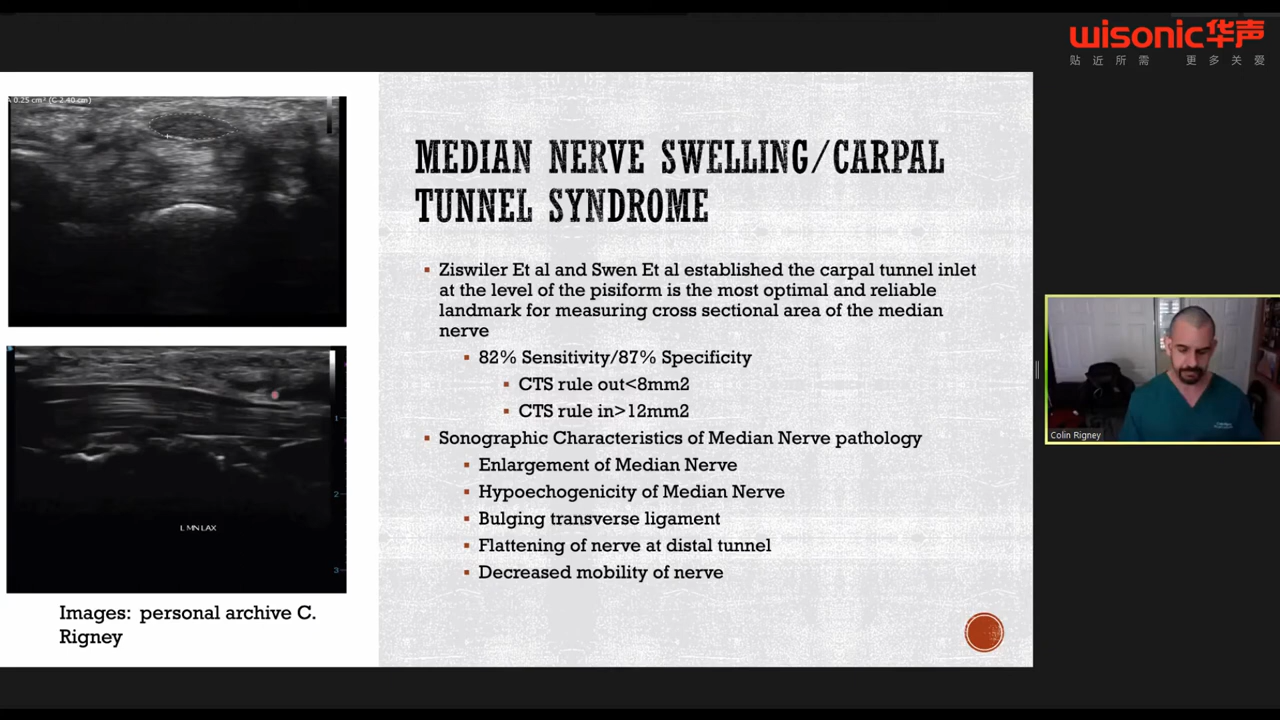 wisonic华声
贴近所需 更多关爱
0.25 cm² (C 2.40 cm)
MEDIAN NERVE SWELLING/CARPAL
TUNNEL SYNDROME
Ziswiler Et al and Swen Et al established the carpal tunnel inlet
at the level of the pisiform is the most optimal and reliable
landmark for measuring cross sectional area of the median
nerve
82% Sensitivity/87% Specificity
CTS rule out<8mm2
CTS rule in>12mm2
Sonographic Characteristics of Median Nerve pathology
Enlargement of Median Nerve
Hypoechogenicity of Median Nerve
Bulging transverse ligament
Flattening of nerve at distal tunnel
Decreased mobility of nerve
1
2
3
L MN LAX
Images: personal archive C.
Rigney
Colin Rigney